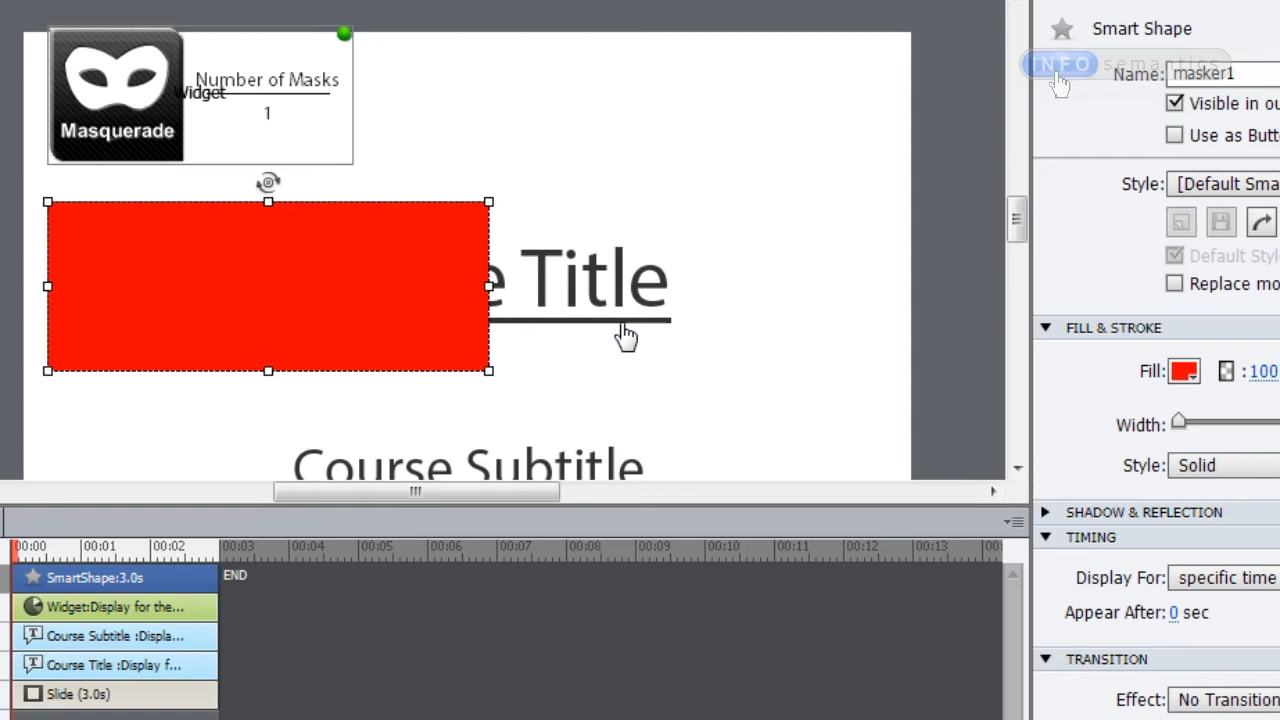 Smart Shape
INFO semantics
Name: masker1
Visible in ou
Use as Butt
Number of Masks
Widget
1
Masquerade
Style: [Default Sma
Default Styl
Replace mo
e Title
FILL & STROKE
Fill: : 100
Width:
Style: Solid
Course Subtitle
SHADOW & REFLECTION
TIMING
00:00 00:01 00:02 00:03 00:04 00:05 00:06 00:07 00:08 00:09 00:10 00:11 00:12 00:13 00:
SmartShape:3.0s END
Display For: specific time
Widget:Display for the...
Appear After: 0 sec
Course Subtitle :Displa...
Course Title :Display f...
TRANSITION
Slide (3.0s)
Effect: No Transition